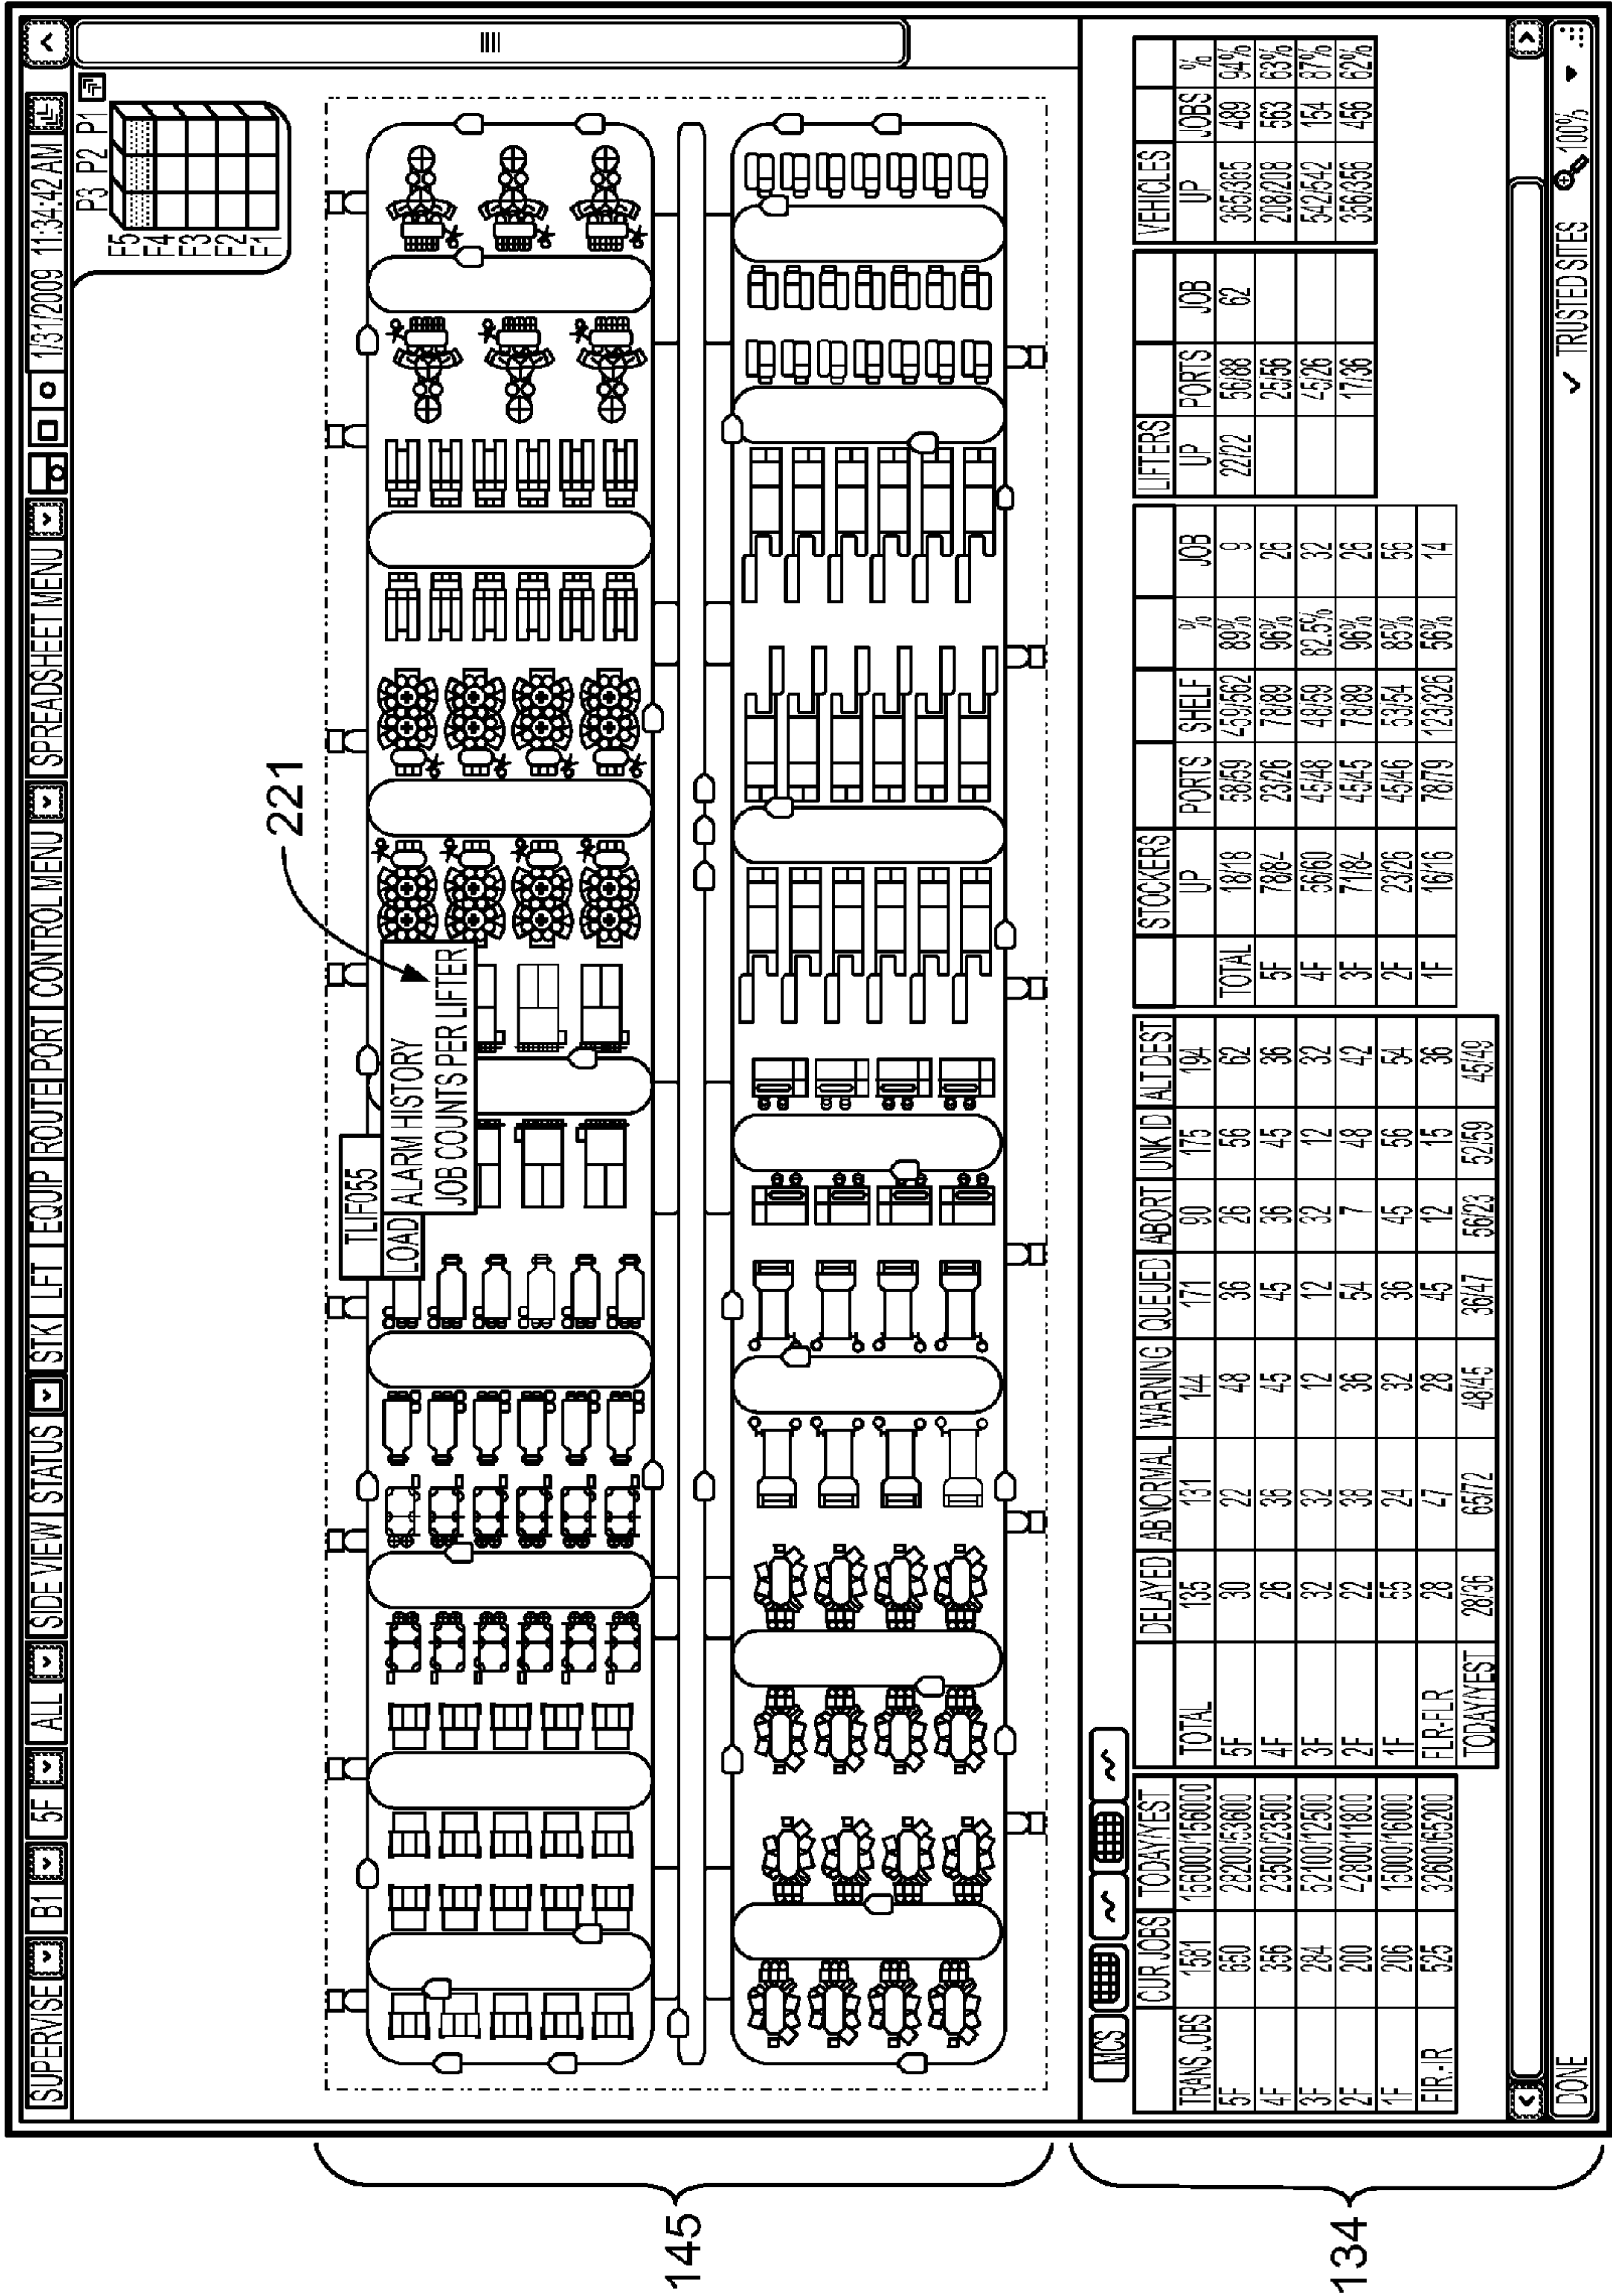 SUPERVISE B1 5F ALL SIDEVIEW STATUS STK LFT EQUIP ROUTE PORT CONTROL MENU SPREADSHEET MENU 1/31/2009 11:34:42 AM
P3 P2 P1
F5
F4
F3
F2
F1
221
TLIF055
LOAD
ALARM HISTORY
JOB COUNTS PER LIFTER
145
134
MCS
TRANS JOBS CUR JOBS TODAY/YEST
1581 156000/156000
5F 650 28200/53600
4F 356 23500/23500
3F 284 52100/12500
2F 200 42800/11800
1F 206 15000/16000
FIR.-IR 525 32600/65200
DELAYED ABNORMAL WARNING QUEUED ABORT UNK ID ALT DEST
TOTAL 135 131 144 171 90 175 194
5F 30 22 48 36 26 56 62
4F 26 36 45 45 36 45 36
3F 32 32 12 12 32 12 32
2F 22 38 36 54 7 48 42
1F 55 24 32 36 45 56 54
FLR-FLR 28 47 28 45 12 15 36
TODAY/YEST 28/36 65/72 48/45 36/47 56/23 52/59 45/49
STOCKERS
UP PORTS SHELF % JOB
TOTAL 18/18 58/59 459/562 89% 9
5F 78/84 23/26 78/89 96% 26
4F 56/60 45/48 48/59 82.5% 32
3F 71/84 45/45 78/89 96% 26
2F 23/26 45/46 53/54 85% 56
1F 16/16 78/79 123/326 56% 14
LIFTERS
UP PORTS JOB
22/22 56/88 62
25/56
45/26
17/36
VEHICLES
UP JOBS %
365/365 489 94%
208/208 563 63%
542/542 154 87%
356/356 456 62%
DONE TRUSTED SITES 100%